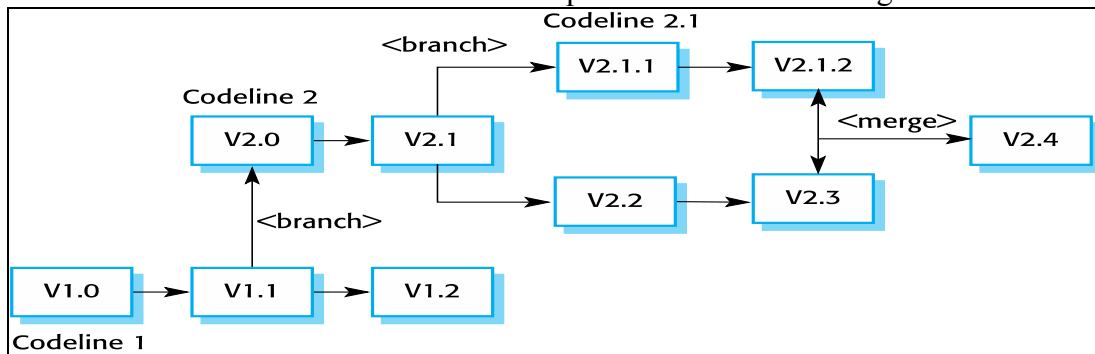 Codeline 2.1
<branch>
V2.1.1
V2.1.2
Codeline 2
<merge>
V2.0
V2.1
V2.4
V2.2
V2.3
<branch>
V1.0
V1.1
V1.2
Codeline 1